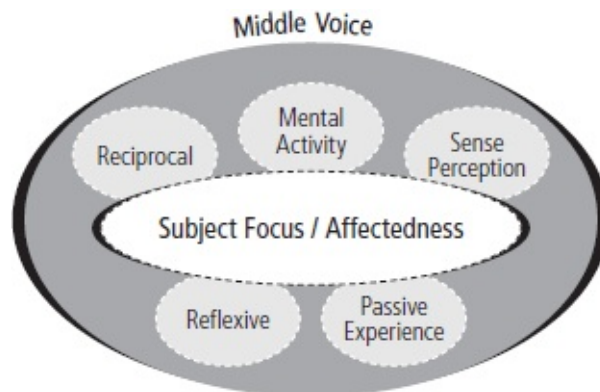 Middle Voice
Mental
Activity
Reciprocal
Sense
Perception
Subject Focus / Affectedness
Reflexive
Passive
Experience